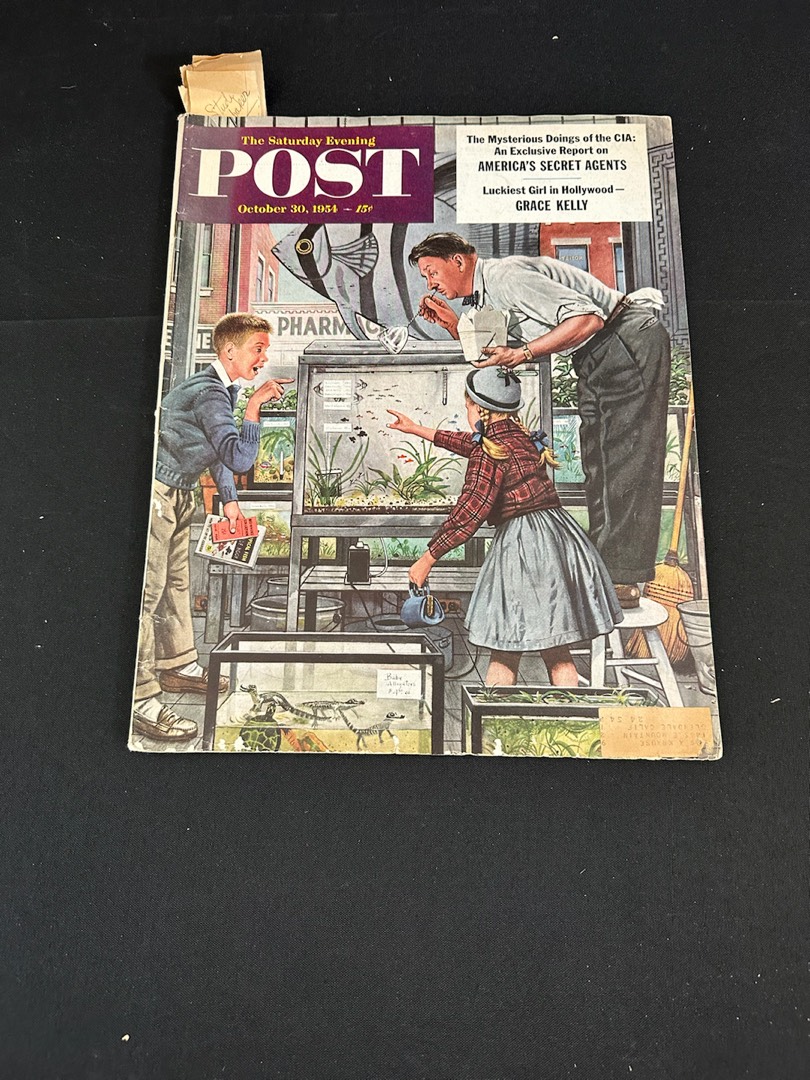 The Saturday Evening
POST
October 30, 1954 – 15¢
The Mysterious Doings of the CIA:
An Exclusive Report on
AMERICA'S SECRET AGENTS
Luckiest Girl in Hollywood—
GRACE KELLY
PHARMAC
Baby
Alligators